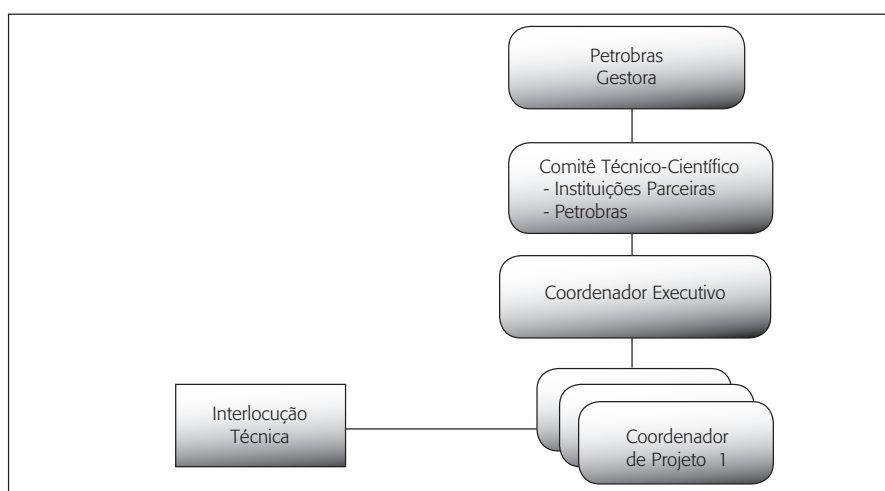 Petrobras
Gestora
Comitê Técnico-Científico
- Instituições Parceiras
- Petrobras
Coordenador Executivo
Interlocução
Técnica
Coordenador
de Projeto 1